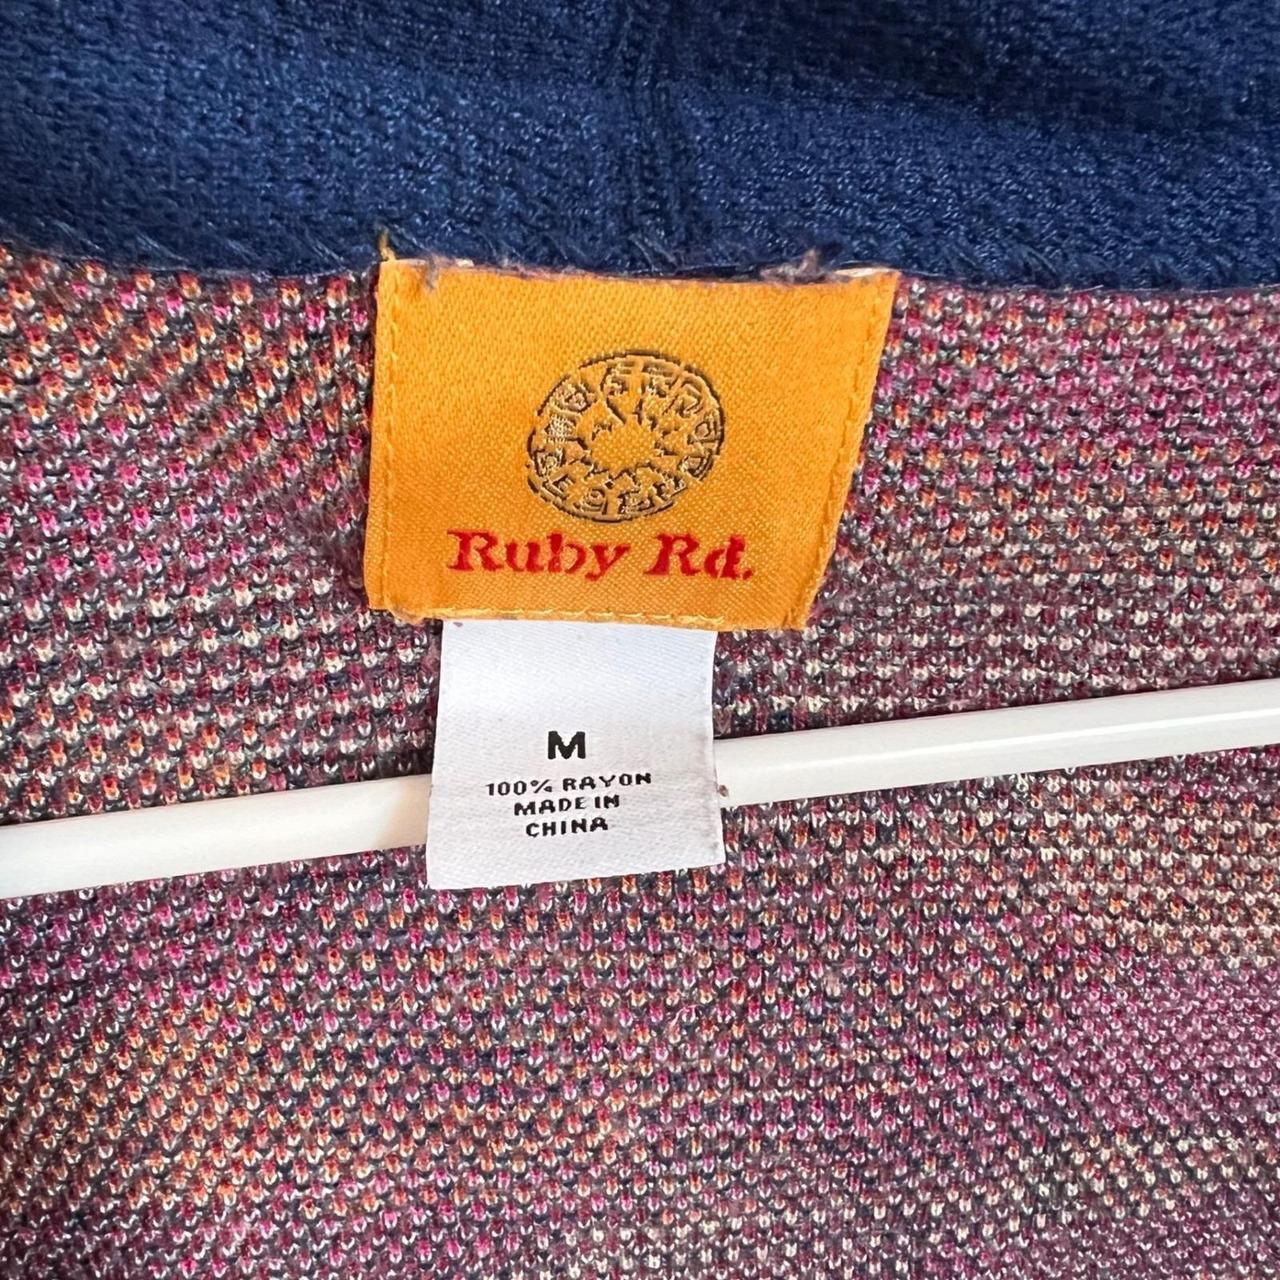 Ruby Rd.
M
100% RAYON
MADE IN
CHINA